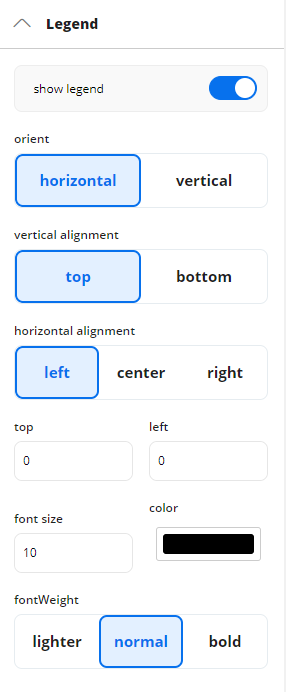 Legend
show legend
orient
horizontal vertical
vertical alignment
top bottom
horizontal alignment
left center right
top left
0 0
font size color
10
fontWeight
lighter normal bold